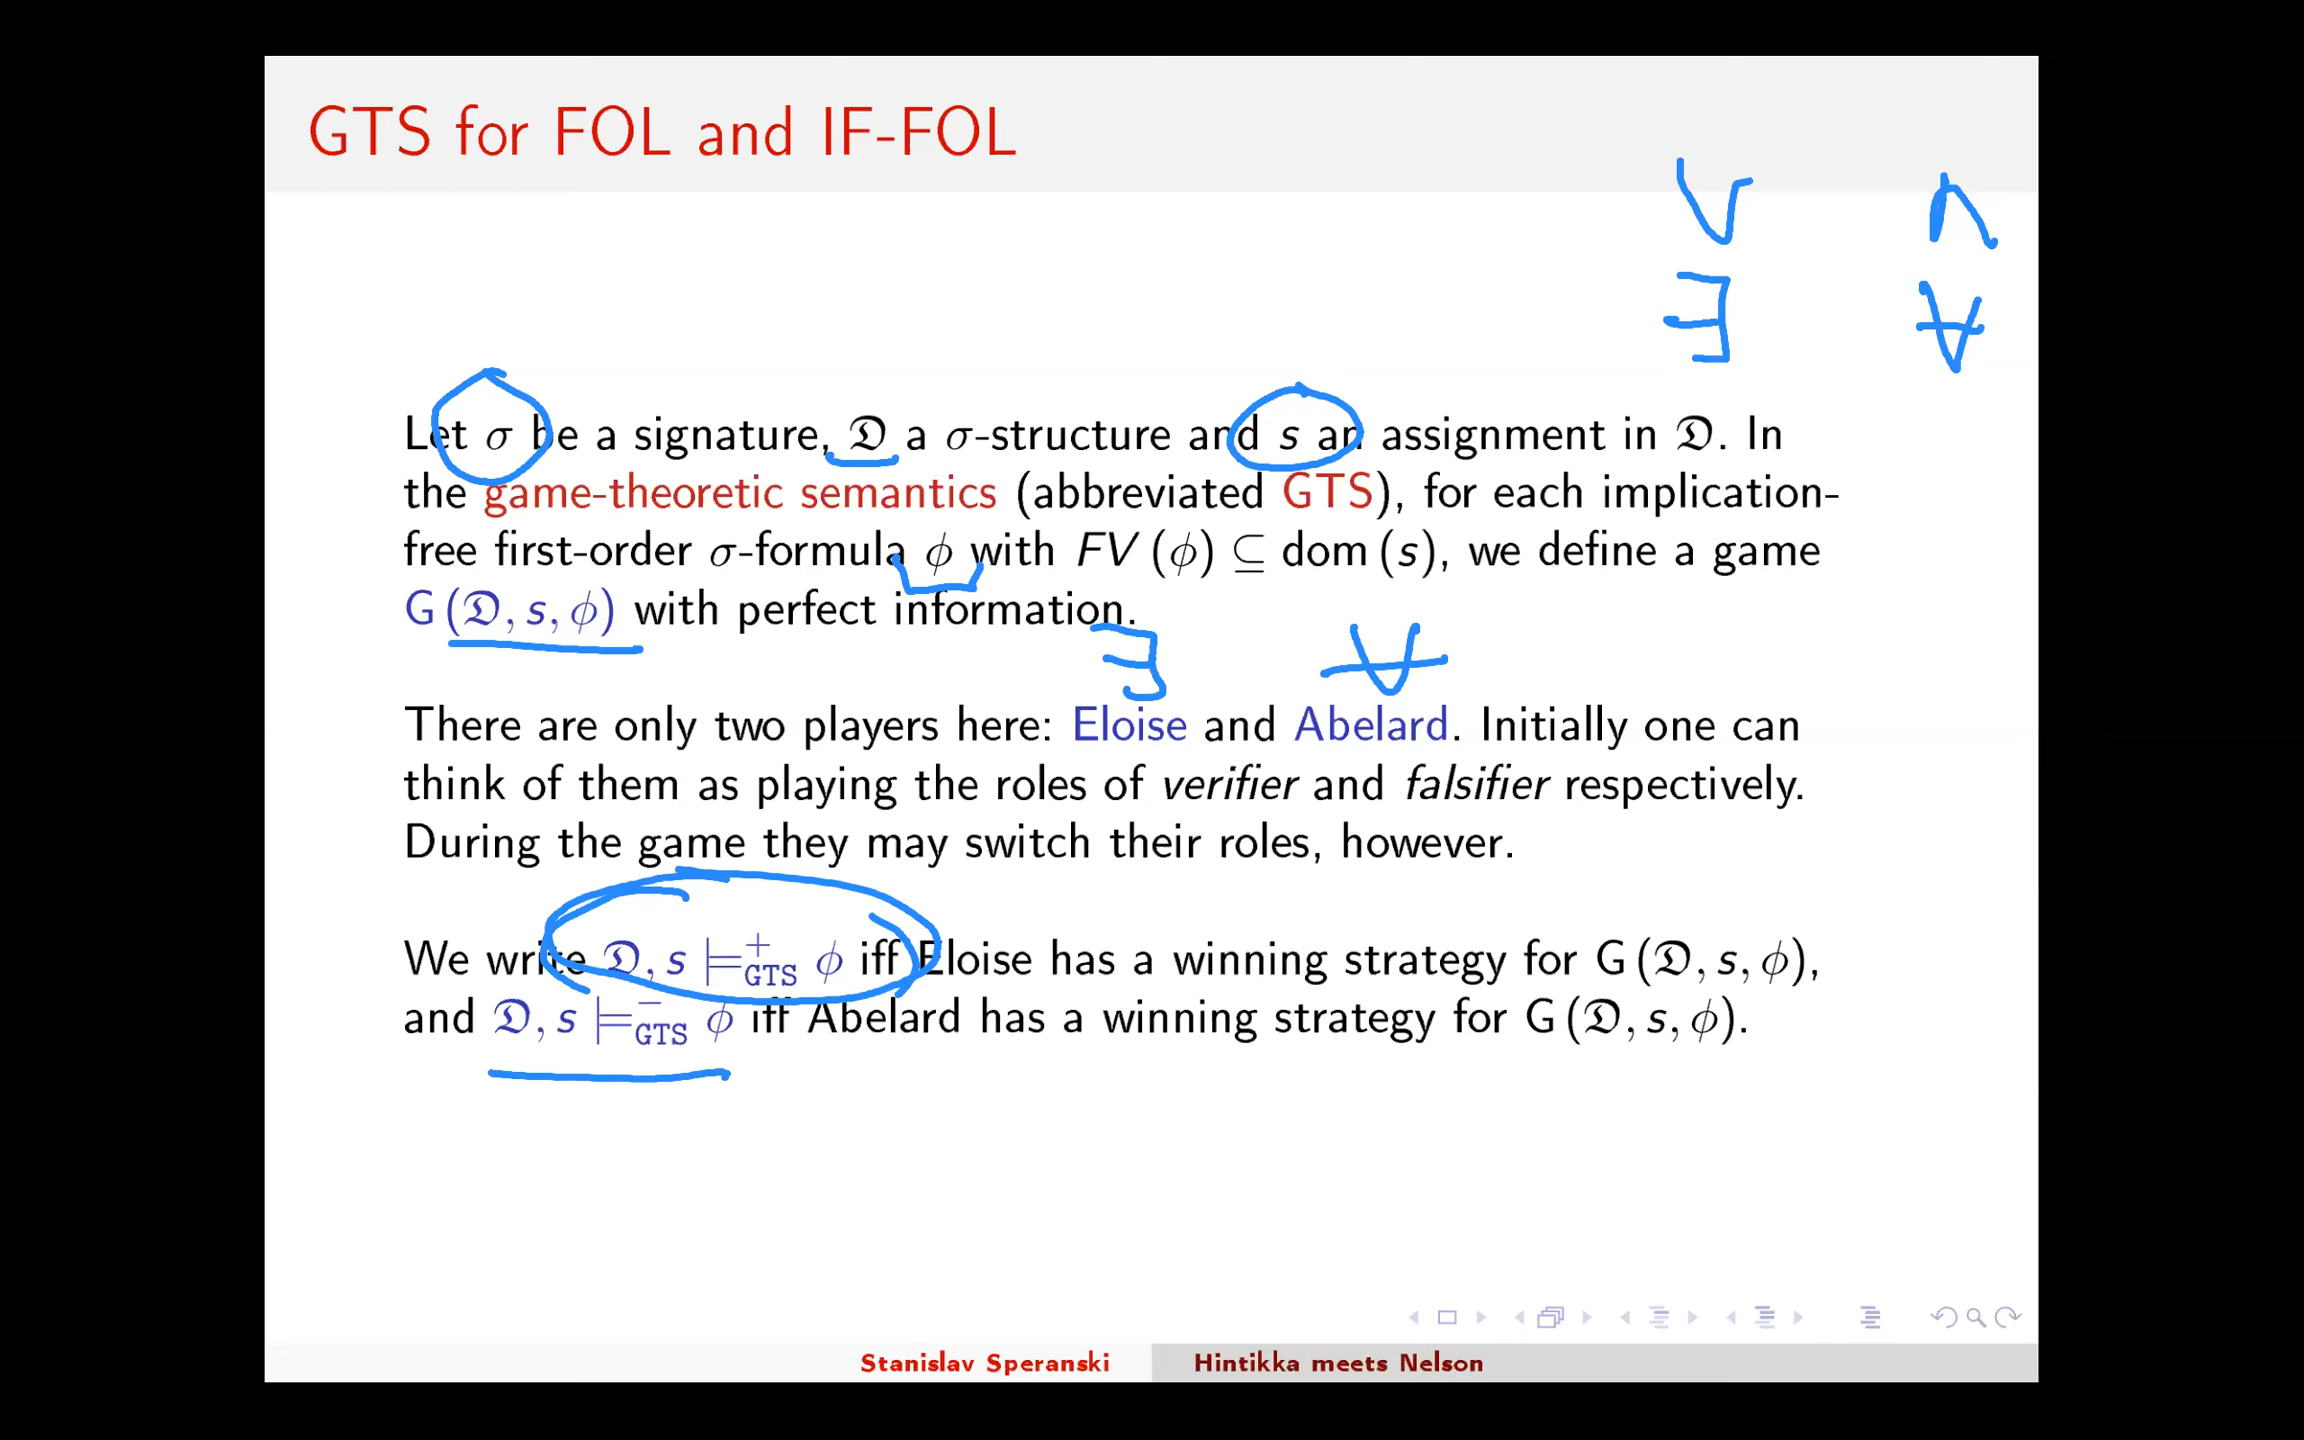 GTS for FOL and IF-FOL
∨ ∧
∃ ∀
Let σ be a signature, 𝔇 a σ-structure and s an assignment in 𝔇. In
the game-theoretic semantics (abbreviated GTS), for each implication-
free first-order σ-formula ϕ with FV (ϕ) ⊆ dom (s), we define a game
G (𝔇, s, ϕ) with perfect information.
∃ ∀
There are only two players here: Eloise and Abelard. Initially one can
think of them as playing the roles of verifier and falsifier respectively.
During the game they may switch their roles, however.
We write 𝔇, s ⊨⁺GTS ϕ iff Eloise has a winning strategy for G (𝔇, s, ϕ),
and 𝔇, s ⊨⁻GTS ϕ iff Abelard has a winning strategy for G (𝔇, s, ϕ).
Stanislav Speranski
Hintikka meets Nelson